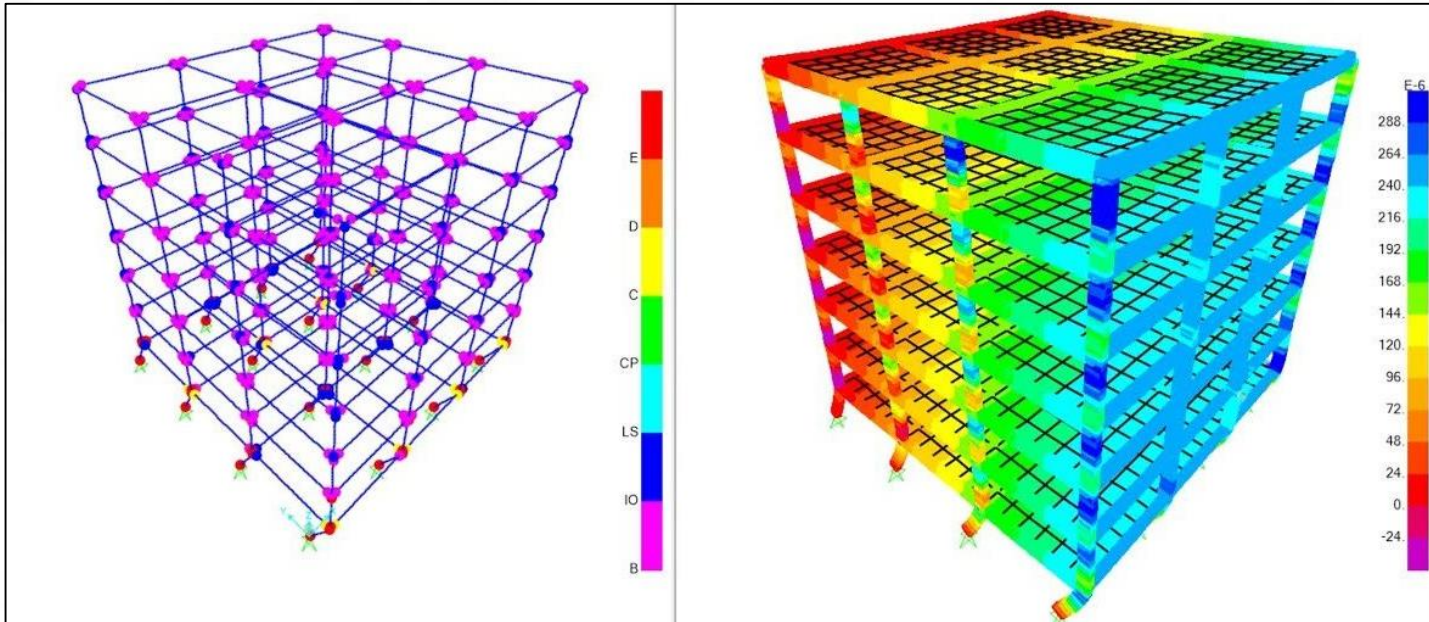 E
D
C
CP
LS
IO
B
E-6
288.
264.
240.
216.
192.
168.
144.
120.
96.
72.
48.
24.
0.
-24.